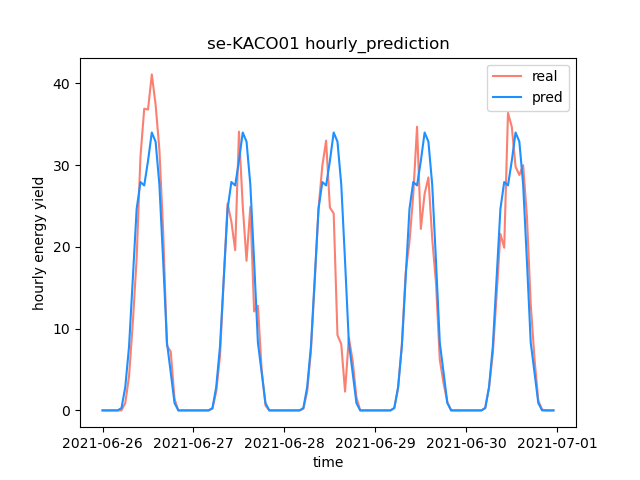 se-KACO01 hourly_prediction
real
pred
40
30
20
10
0
hourly energy yield
2021-06-26 2021-06-27 2021-06-28 2021-06-29 2021-06-30 2021-07-01
time